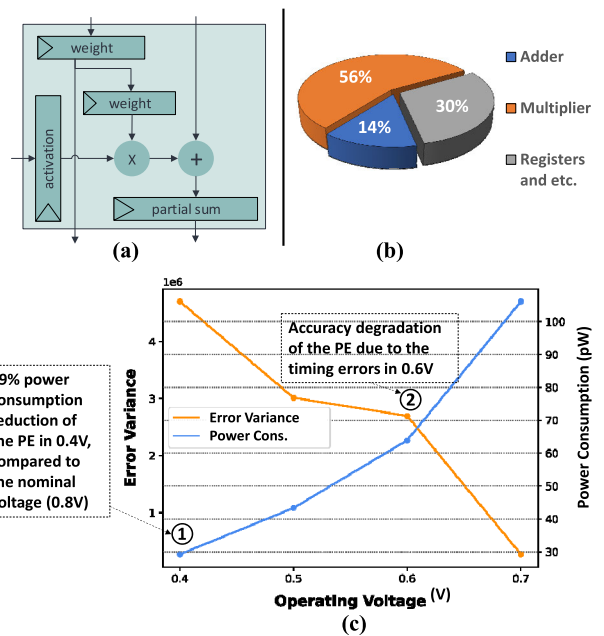 weight
weight
activation
x
+
partial sum
(a)
56%
30%
14%
Adder
Multiplier
Registers
and etc.
(b)
1e6
Error Variance
4
3
2
1
Accuracy degradation
of the PE due to the
timing errors in 0.6V
2
Error Variance
Power Cons.
9% power
onsumption
eduction of
he PE in 0.4V,
ompared to
he nominal
oltage (0.8V)
1
100
90
80
70
60
50
40
30
Power Consumption (pW)
0.4
0.5
0.6
0.7
Operating Voltage (V)
(c)